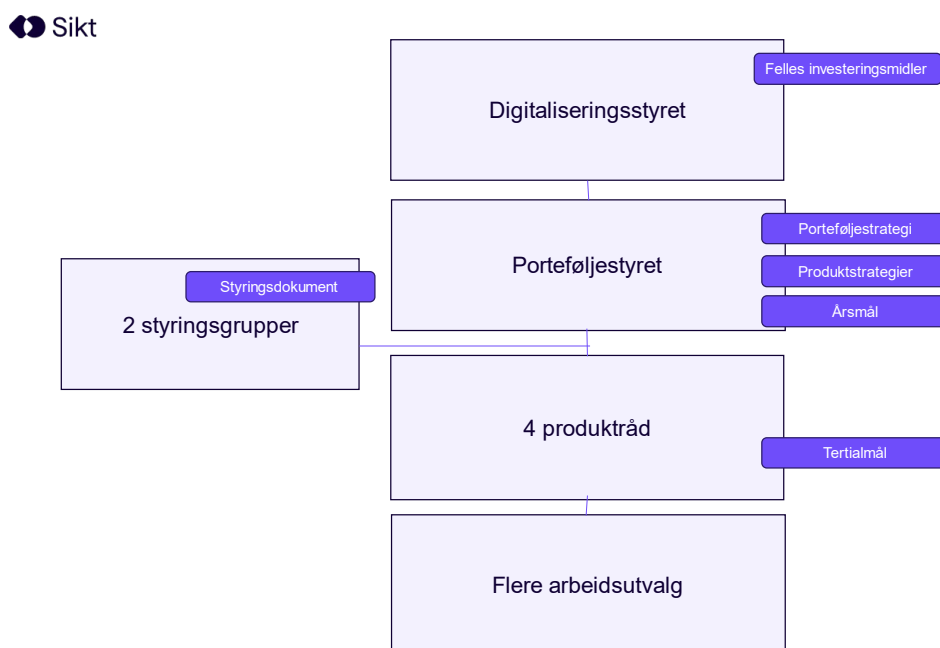 Sikt
Felles investeringsmidler
Digitaliseringsstyret
Porteføljestrategi
Porteføljestyret
Produktstrategier
Årsmål
Styringsdokument
2 styringsgrupper
4 produktråd
Tertialmål
Flere arbeidsutvalg